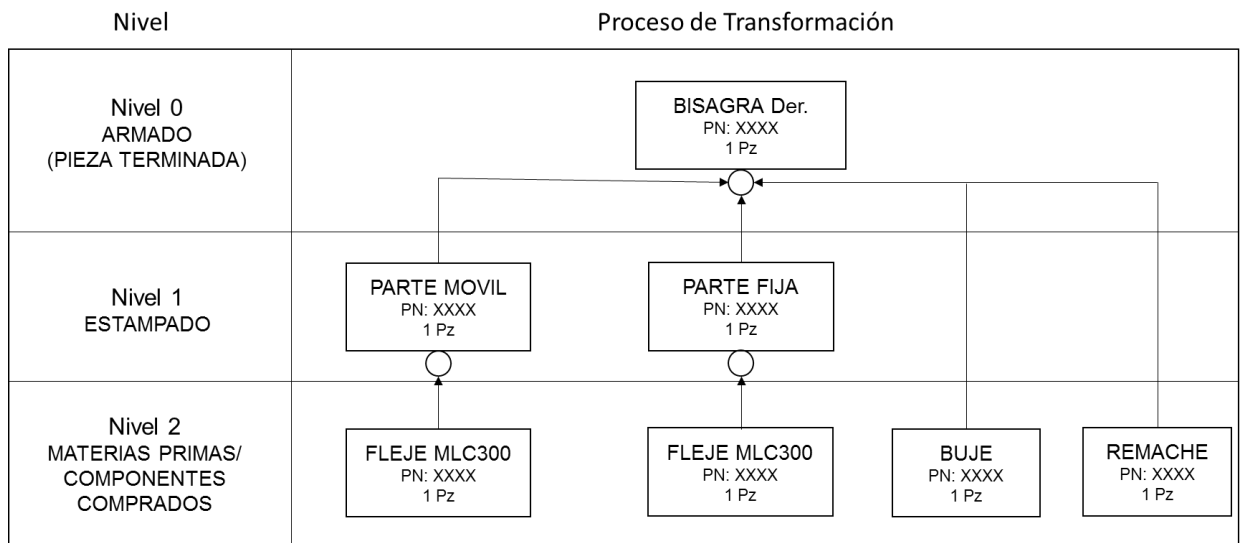 Nivel
Proceso de Transformación
Nivel 0
ARMADO
(PIEZA TERMINADA)
BISAGRA Der.
PN: XXXX
1 Pz
Nivel 1
ESTAMPADO
PARTE MOVIL
PN: XXXX
1 Pz
PARTE FIJA
PN: XXXX
1 Pz
Nivel 2
MATERIAS PRIMAS/
COMPONENTES
COMPRADOS
FLEJE MLC300
PN: XXXX
1 Pz
FLEJE MLC300
PN: XXXX
1 Pz
BUJE
PN: XXXX
1 Pz
REMACHE
PN: XXXX
1 Pz